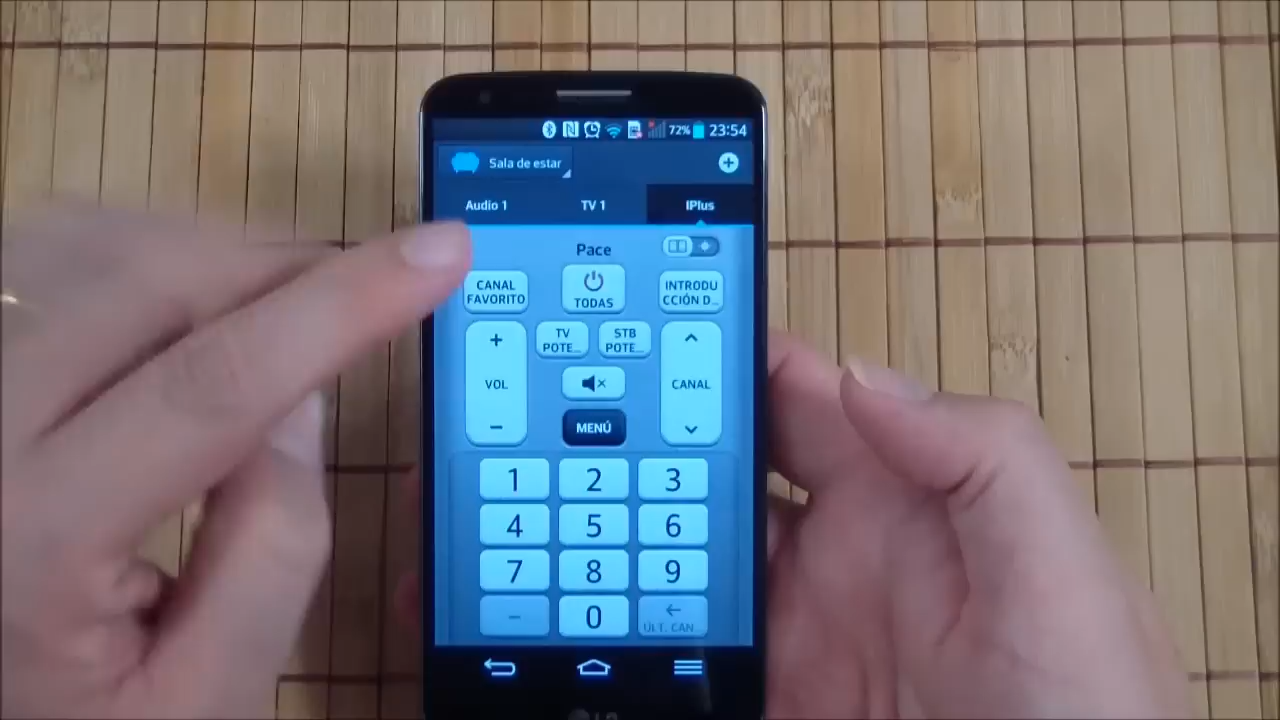 72% 23:54
Sala de estar
Audio 1 TV 1 IPlus
Pace
CANAL FAVORITO
TODAS
INTRODU
CCIÓN D...
TV
POTE...
STB
POTE...
+
VOL
−
CANAL
MENÚ
1 2 3
4 5 6
7 8 9
− 0
ÚLT. CAN...
LG